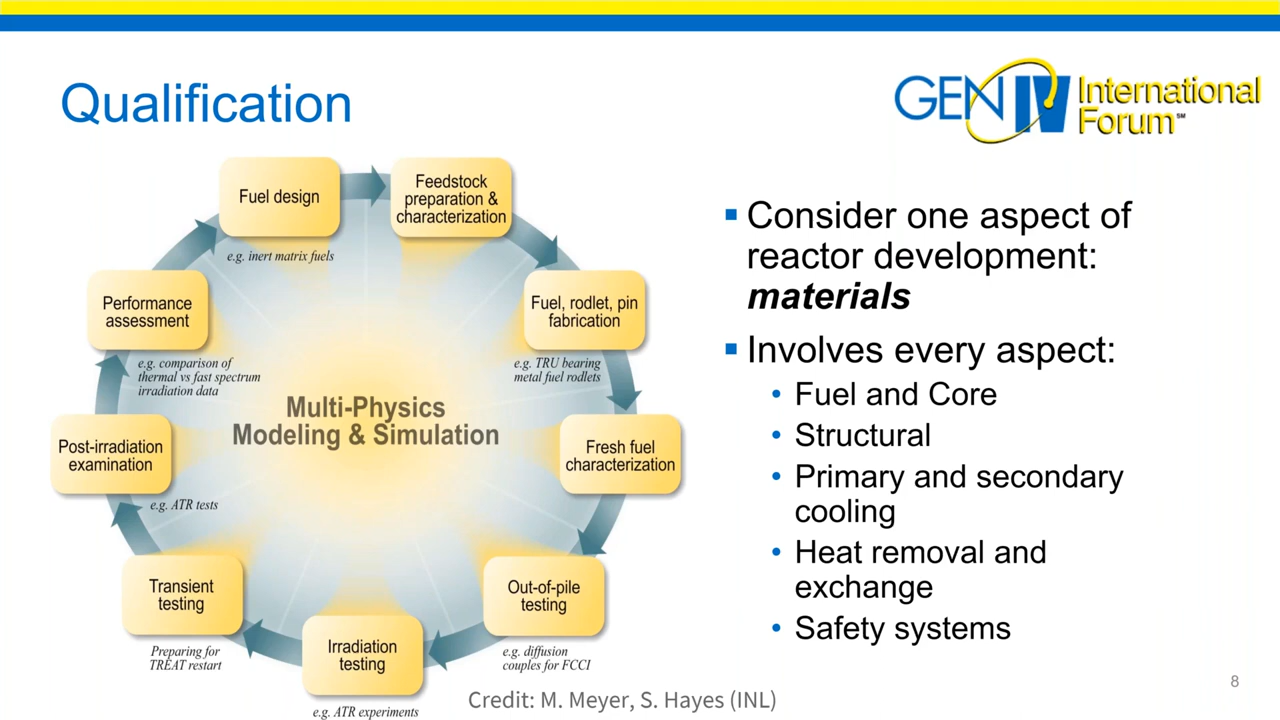 Qualification
GEN IV International
Forum℠
Fuel design
e.g. inert matrix fuels
Feedstock
preparation &
characterization
Fuel, rodlet, pin
fabrication
e.g. TRU bearing
metal fuel rodlets
Fresh fuel
characterization
Out-of-pile
testing
e.g. diffusion
couples for FCCI
Irradiation
testing
e.g. ATR experiments
Transient
testing
Preparing for
TREAT restart
Post-irradiation
examination
e.g. ATR tests
Performance
assessment
e.g. comparison of
thermal vs fast spectrum
irradiation data
Multi-Physics
Modeling & Simulation
▪ Consider one aspect of
reactor development:
materials
▪ Involves every aspect:
• Fuel and Core
• Structural
• Primary and secondary
cooling
• Heat removal and
exchange
• Safety systems
Credit: M. Meyer, S. Hayes (INL)
8